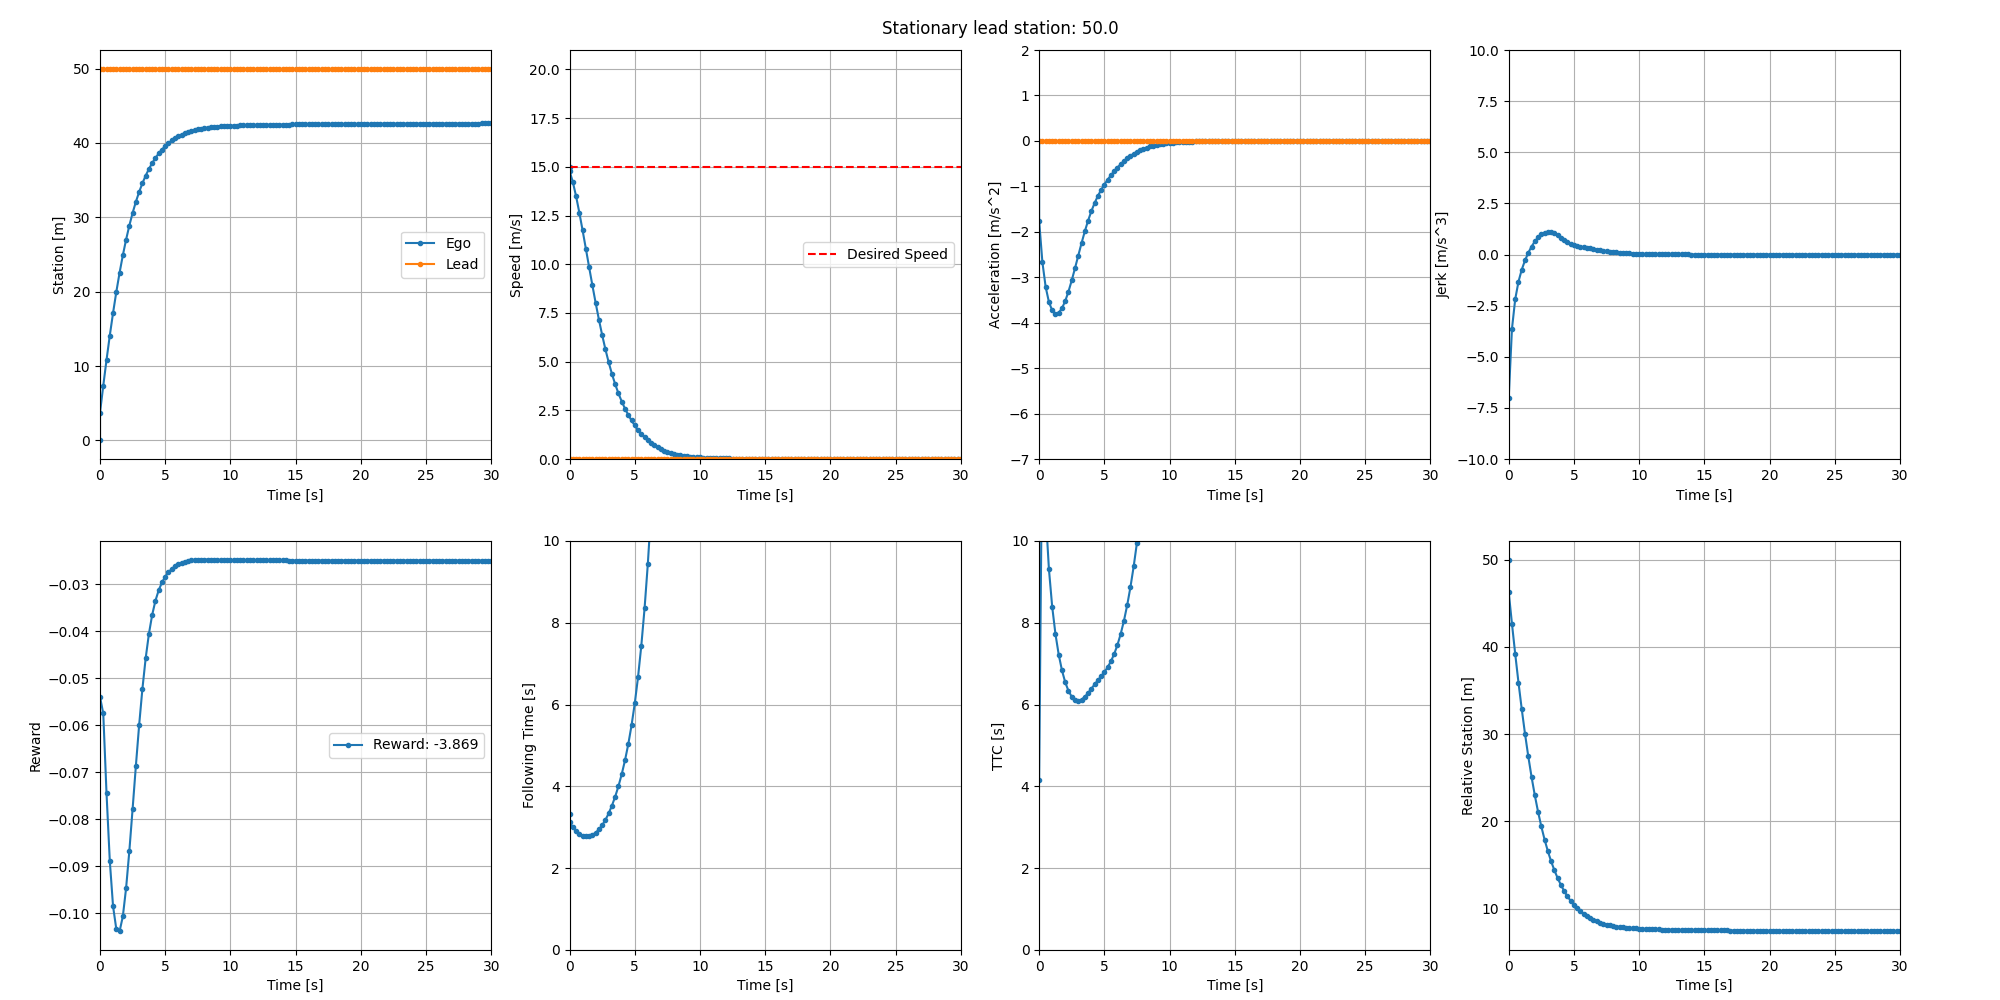 Stationary lead station: 50.0
Station [m]
50
40
30
20
10
0
Ego
Lead
0 5 10 15 20 25 30
Time [s]
Speed [m/s]
20.0
17.5
15.0
12.5
10.0
7.5
5.0
2.5
0.0
Desired Speed
0 5 10 15 20 25 30
Time [s]
Acceleration [m/s^2]
2
1
0
−1
−2
−3
−4
−5
−6
−7
0 5 10 15 20 25 30
Time [s]
Jerk [m/s^3]
10.0
7.5
5.0
2.5
0.0
−2.5
−5.0
−7.5
−10.0
0 5 10 15 20 25 30
Time [s]
Reward
−0.03
−0.04
−0.05
−0.06
−0.07
−0.08
−0.09
−0.10
Reward: -3.869
0 5 10 15 20 25 30
Time [s]
Following Time [s]
10
8
6
4
2
0
0 5 10 15 20 25 30
Time [s]
TTC [s]
10
8
6
4
2
0
0 5 10 15 20 25 30
Time [s]
Relative Station [m]
50
40
30
20
10
0 5 10 15 20 25 30
Time [s]